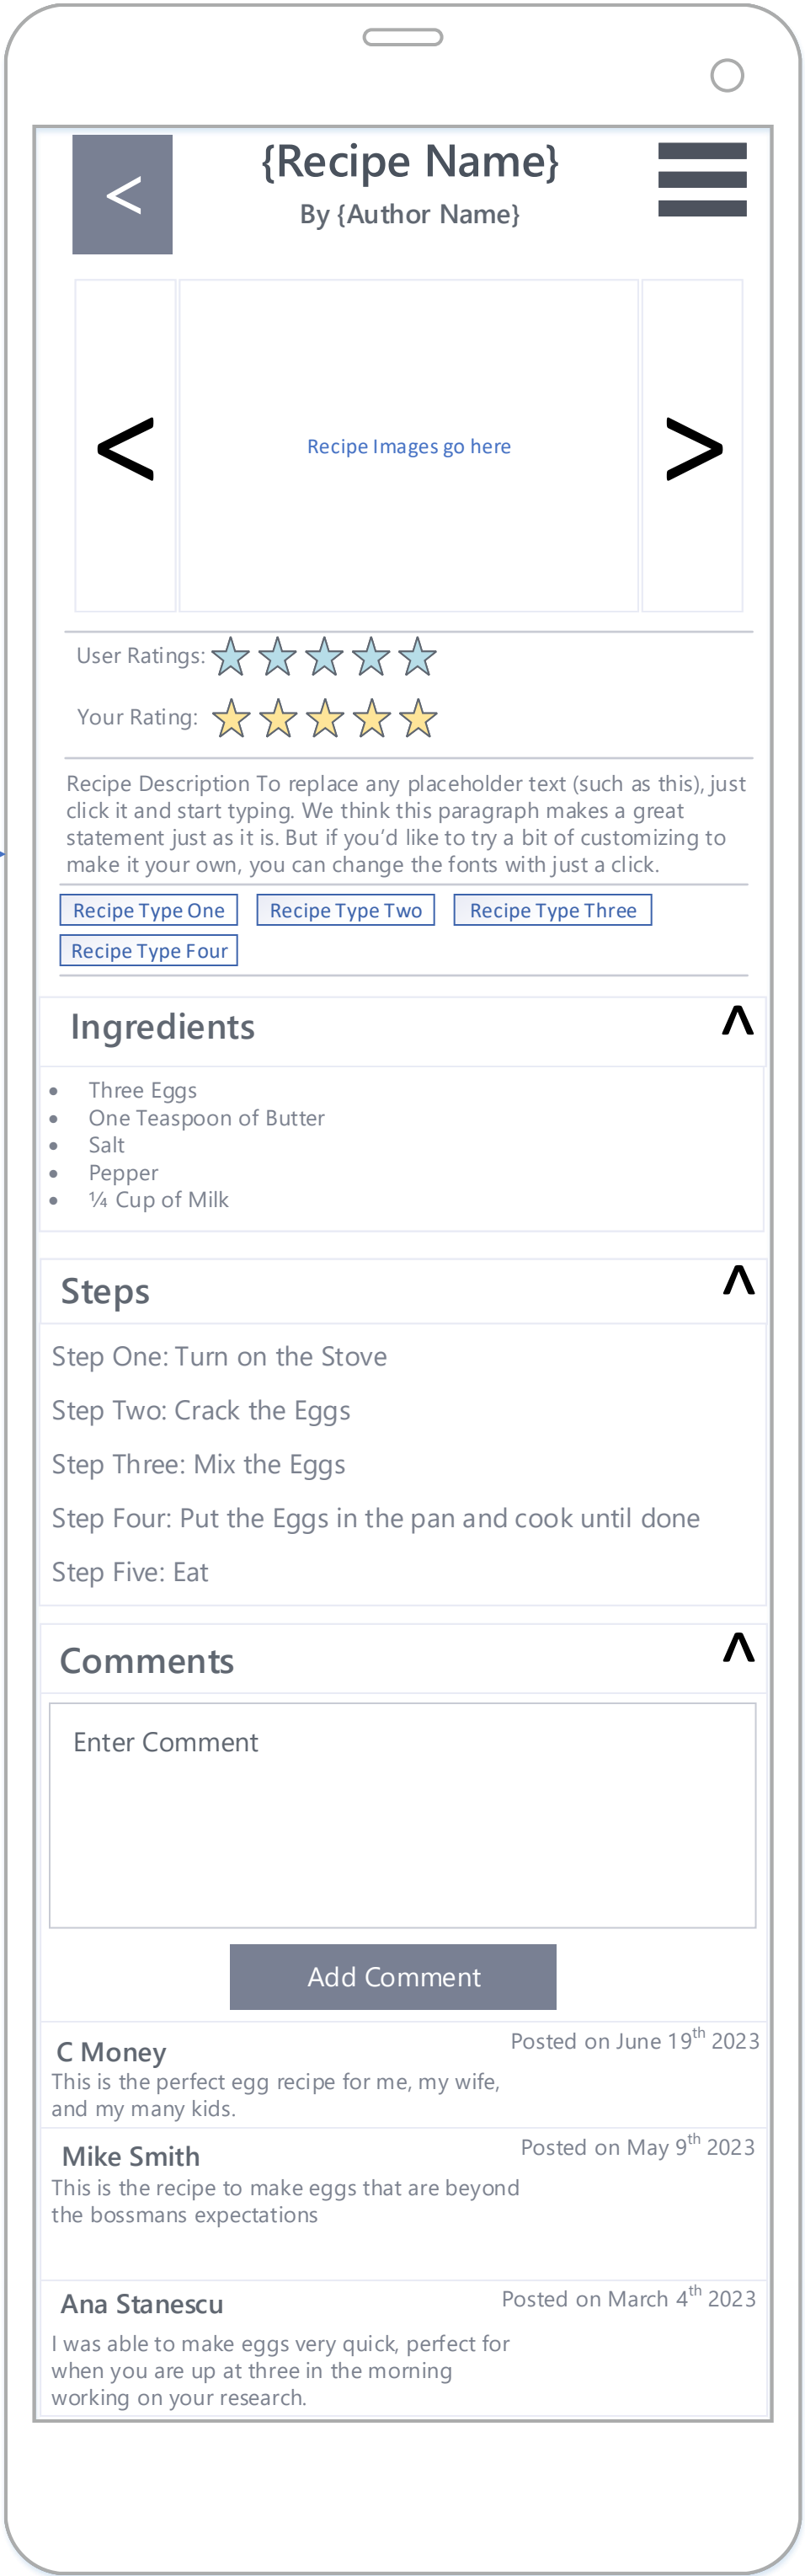 <
{Recipe Name}
By {Author Name}
<
Recipe Images go here
>
User Ratings:
Your Rating:
Recipe Description To replace any placeholder text (such as this), just
click it and start typing. We think this paragraph makes a great
statement just as it is. But if you’d like to try a bit of customizing to
make it your own, you can change the fonts with just a click.
Recipe Type One Recipe Type Two Recipe Type Three
Recipe Type Four
Ingredients ^
• Three Eggs
• One Teaspoon of Butter
• Salt
• Pepper
• ¼ Cup of Milk
Steps ^
Step One: Turn on the Stove
Step Two: Crack the Eggs
Step Three: Mix the Eggs
Step Four: Put the Eggs in the pan and cook until done
Step Five: Eat
Comments ^
Enter Comment
Add Comment
C Money Posted on June 19th 2023
This is the perfect egg recipe for me, my wife,
and my many kids.
Mike Smith Posted on May 9th 2023
This is the recipe to make eggs that are beyond
the bossmans expectations
Ana Stanescu Posted on March 4th 2023
I was able to make eggs very quick, perfect for
when you are up at three in the morning
working on your research.